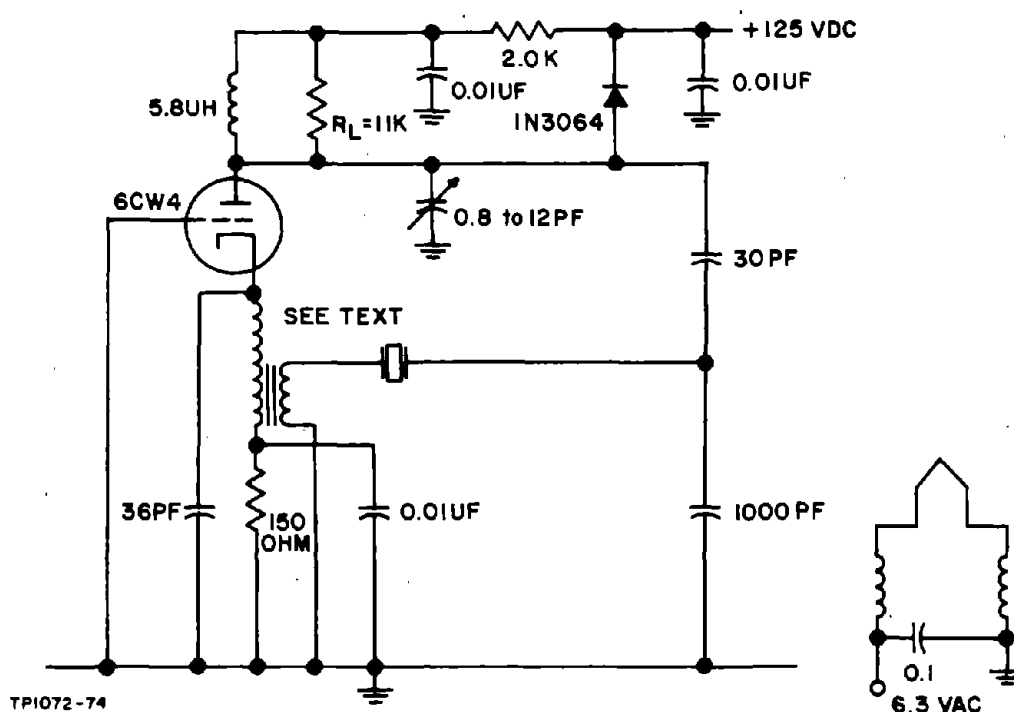 +125 VDC
2.0K
0.01UF
0.01UF
5.8UH
RL=11K
1N3064
6CW4
0.8 to 12PF
30PF
SEE TEXT
36PF
150
OHM
0.01UF
1000PF
0.1
6.3 VAC
TP1072-74